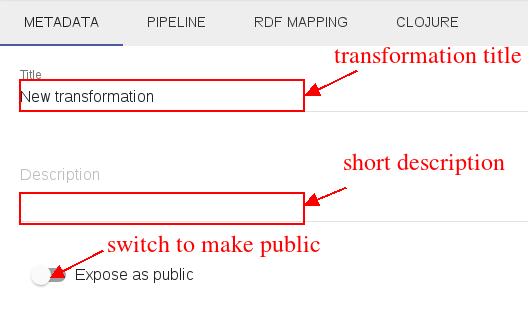 METADATA PIPELINE RDF MAPPING CLOJURE
transformation title
Title
New transformation
short description
Description
switch to make public
Expose as public